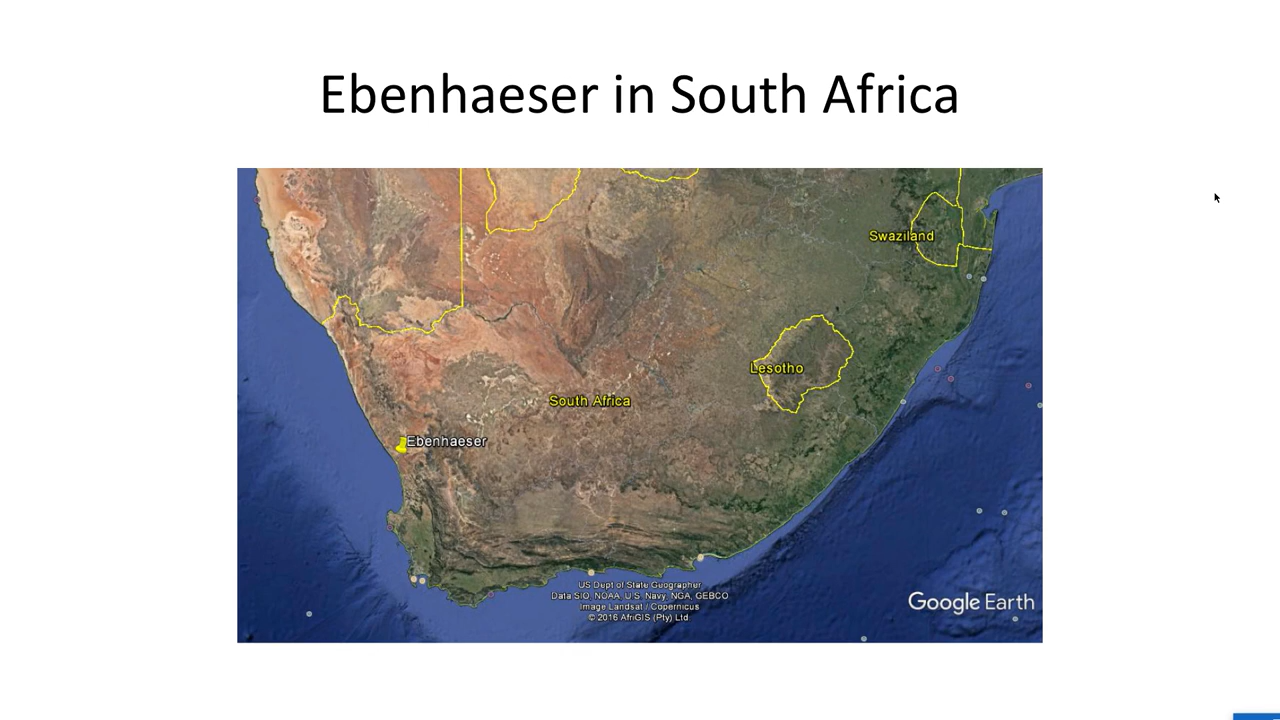 Ebenhaeser in South Africa
Swaziland
Lesotho
South Africa
Ebenhaeser
US Dept of State Geographer
Data SIO, NOAA, U.S. Navy, NGA, GEBCO
Image Landsat / Copernicus
© 2016 AfriGIS (Pty) Ltd
Google Earth